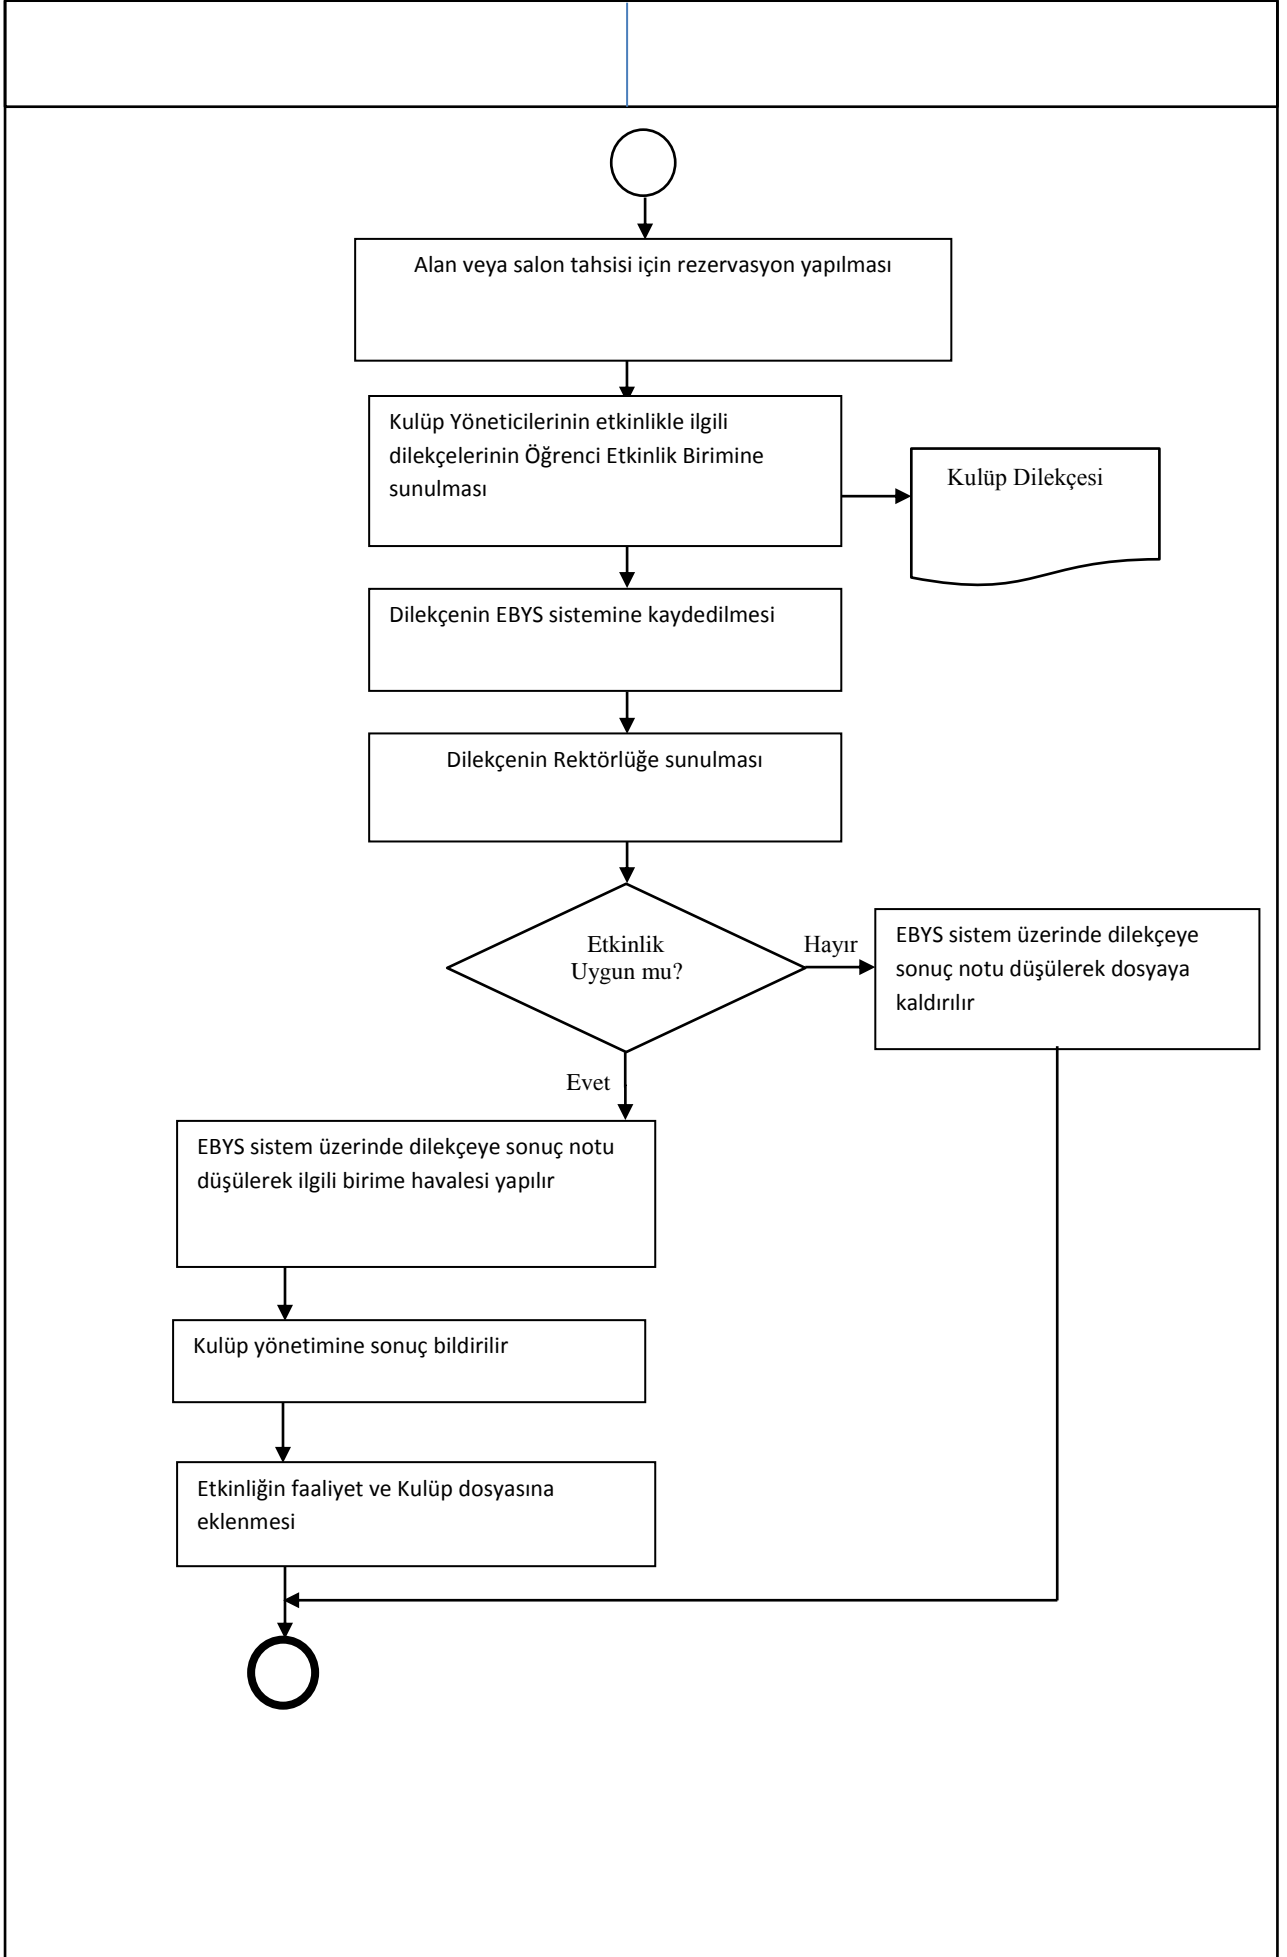 Alan veya salon tahsisi için rezervasyon yapılması
Kulüp Yöneticilerinin etkinlikle ilgili
dilekçelerinin Öğrenci Etkinlik Birimine
sunulması
Kulüp Dilekçesi
Dilekçenin EBYS sistemine kaydedilmesi
Dilekçenin Rektörlüğe sunulması
Etkinlik
Uygun mu?
Hayır
EBYS sistem üzerinde dilekçeye
sonuç notu düşülerek dosyaya
kaldırılır
Evet
EBYS sistem üzerinde dilekçeye sonuç notu
düşülerek ilgili birime havalesi yapılır
Kulüp yönetimine sonuç bildirilir
Etkinliğin faaliyet ve Kulüp dosyasına
eklenmesi